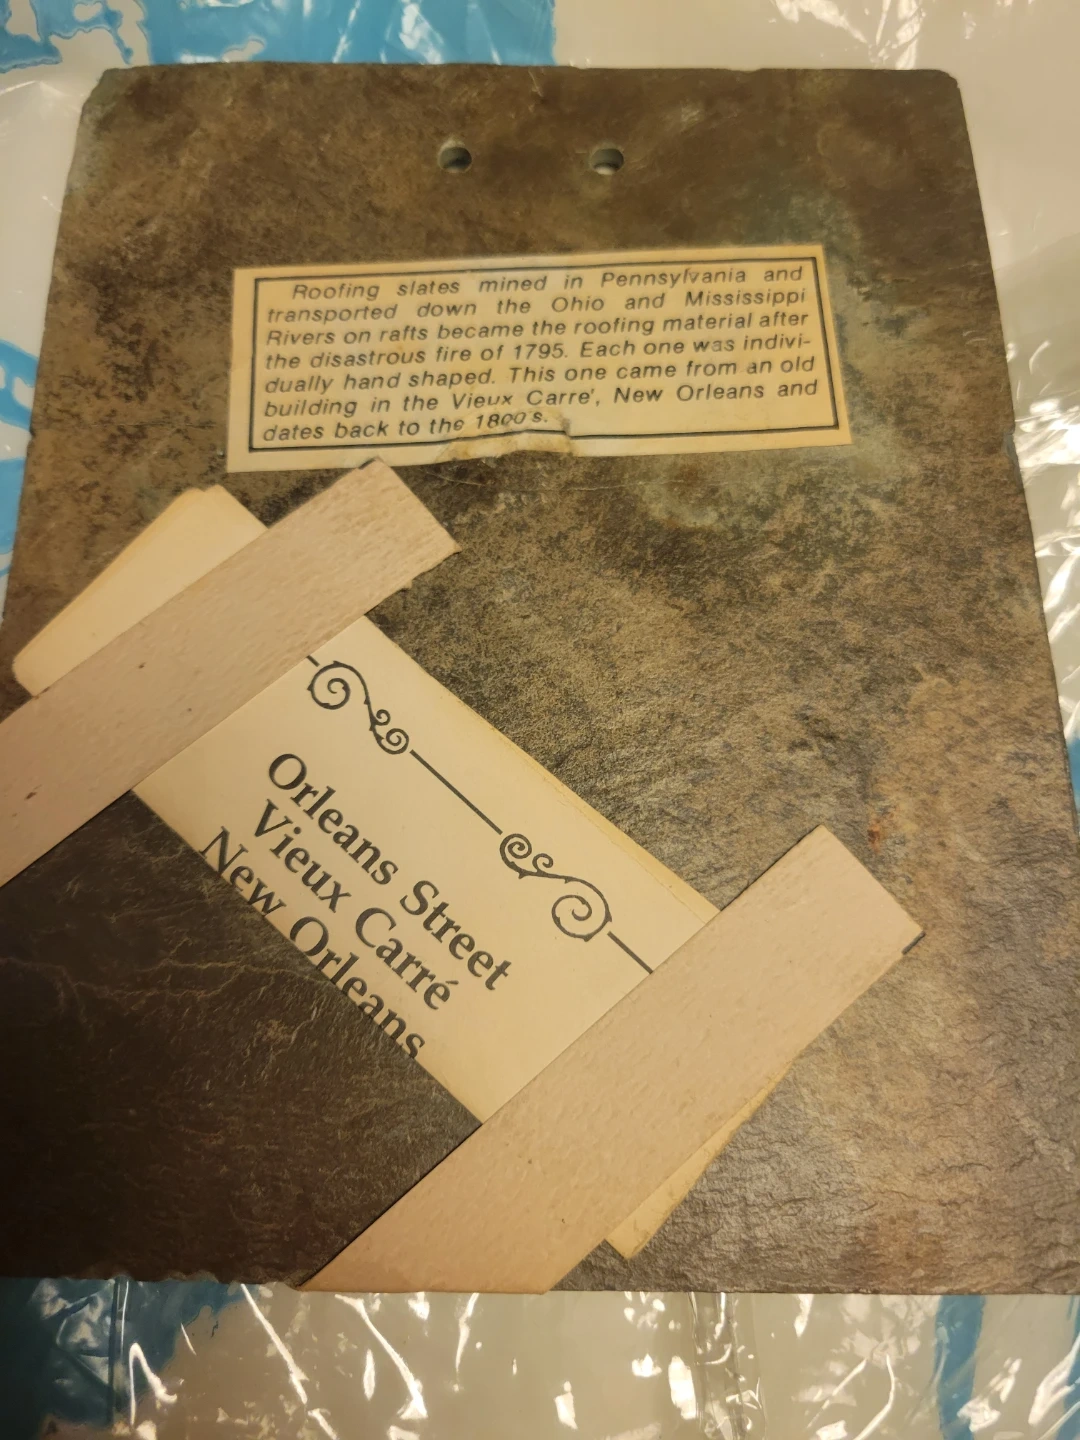 Roofing slates mined in Pennsylvania and
transported down the Ohio and Mississippi
Rivers on rafts became the roofing material after
the disastrous fire of 1795. Each one was indivi-
dually hand shaped. This one came from an old
building in the Vieux Carre', New Orleans and
dates back to the 1800's.
Orleans Street
Vieux Carré
New Orleans